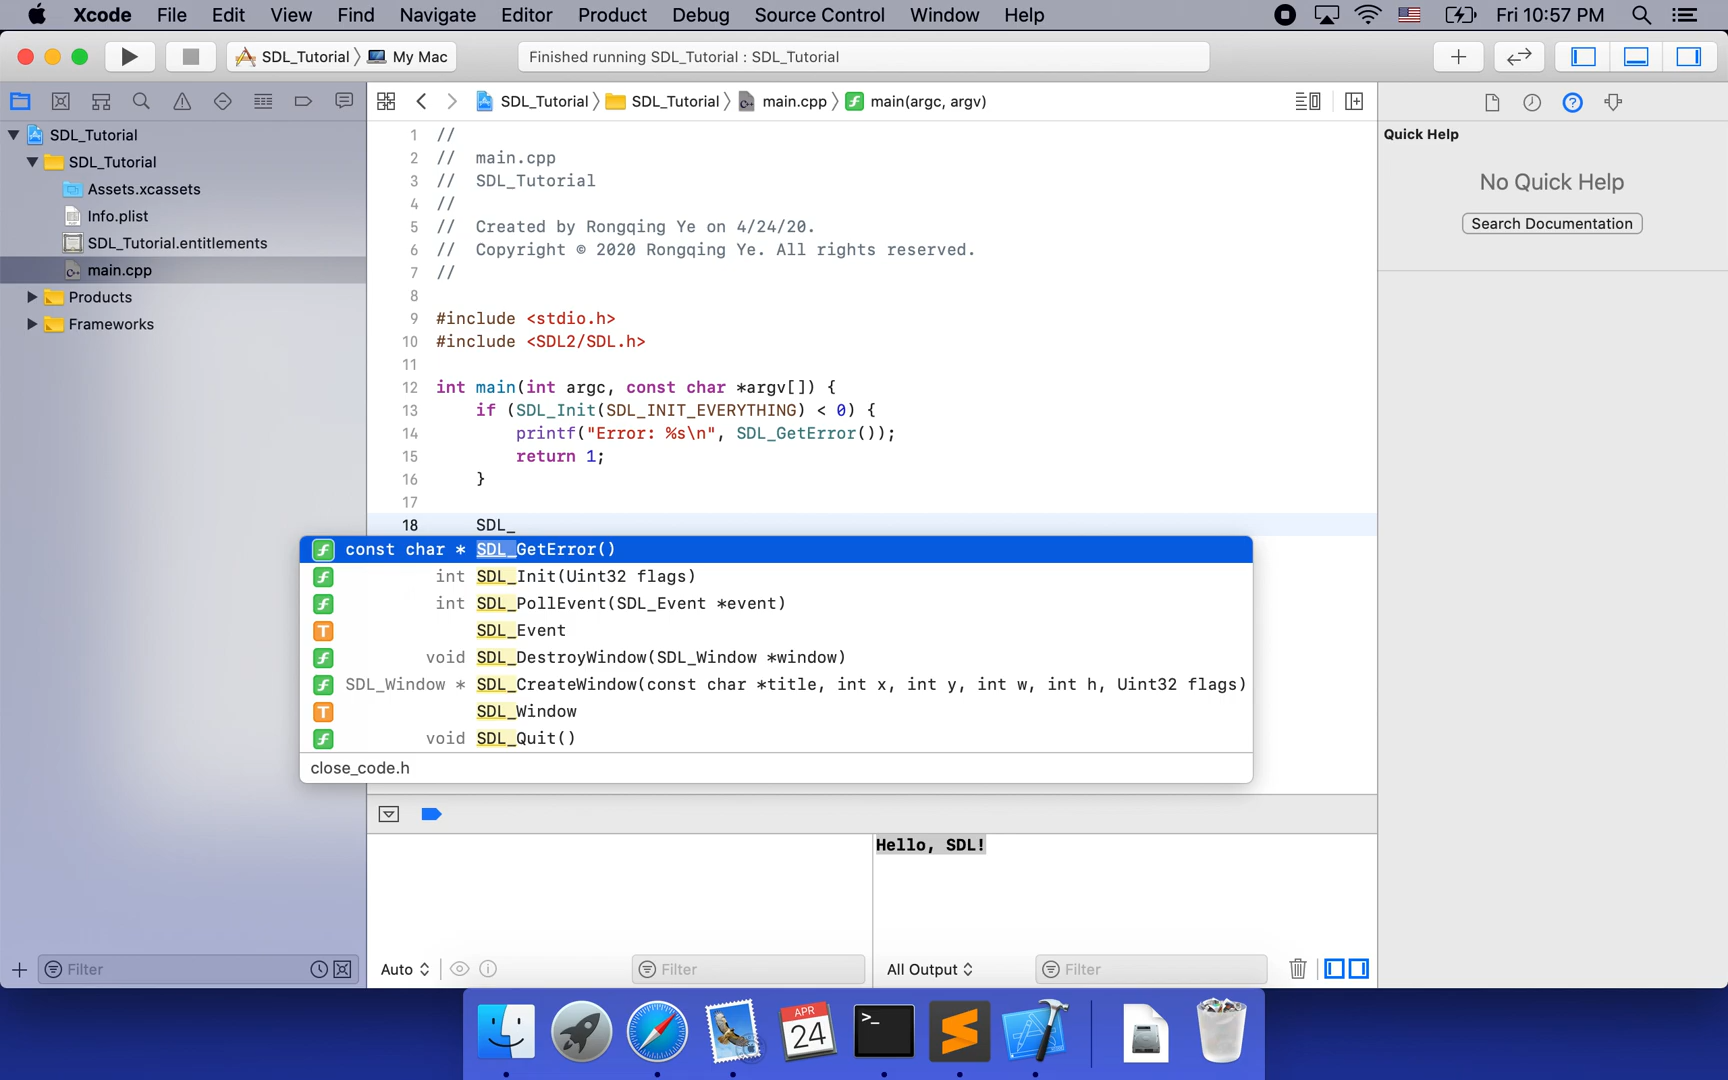 Xcode File Edit View Find Navigate Editor Product Debug Source Control Window Help Fri 10:57 PM
SDL_Tutorial My Mac Finished running SDL_Tutorial : SDL_Tutorial
SDL_Tutorial SDL_Tutorial main.cpp main(argc, argv)
SDL_Tutorial
SDL_Tutorial
Assets.xcassets
Info.plist
SDL_Tutorial.entitlements
main.cpp
Products
Frameworks
1 //
2 // main.cpp
3 // SDL_Tutorial
4 //
5 // Created by Rongqing Ye on 4/24/20.
6 // Copyright © 2020 Rongqing Ye. All rights reserved.
7 //
8
9 #include <stdio.h>
10 #include <SDL2/SDL.h>
11
12 int main(int argc, const char *argv[]) {
13 if (SDL_Init(SDL_INIT_EVERYTHING) < 0) {
14 printf("Error: %s\n", SDL_GetError());
15 return 1;
16 }
17
18 SDL_
const char * SDL_GetError()
int SDL_Init(Uint32 flags)
int SDL_PollEvent(SDL_Event *event)
T SDL_Event
void SDL_DestroyWindow(SDL_Window *window)
SDL_Window * SDL_CreateWindow(const char *title, int x, int y, int w, int h, Uint32 flags)
T SDL_Window
void SDL_Quit()
close_code.h
Quick Help
No Quick Help
Search Documentation
Hello, SDL!
Filter
Auto Filter
All Output Filter
APR
24